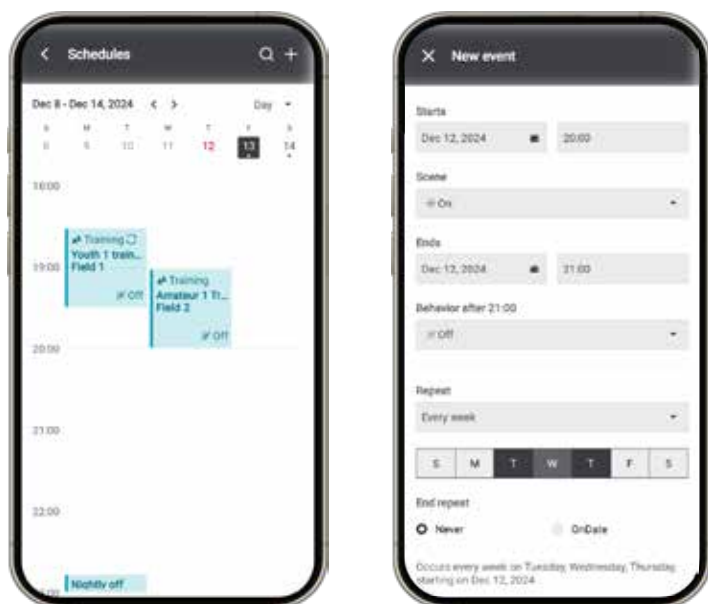 Schedules
Dec 8 - Dec 14, 2024
Day
S M T W T F S
8 9 10 11 12 13 14
18:00
Training
Youth 1 train...
19:00
Field 1
Off
Training
Amateur 1 Tr...
Field 2
Off
20:00
21:00
22:00
Nightly off
New event
Starts
Dec 12, 2024
20:00
Scene
On
Ends
Dec 12, 2024
21:00
Behavior after 21:00
Off
Repeat
Every week
S M T W T F S
End repeat
Never
OnDate
Occurs every week on Tuesday, Wednesday, Thursday,
starting on Dec 12, 2024